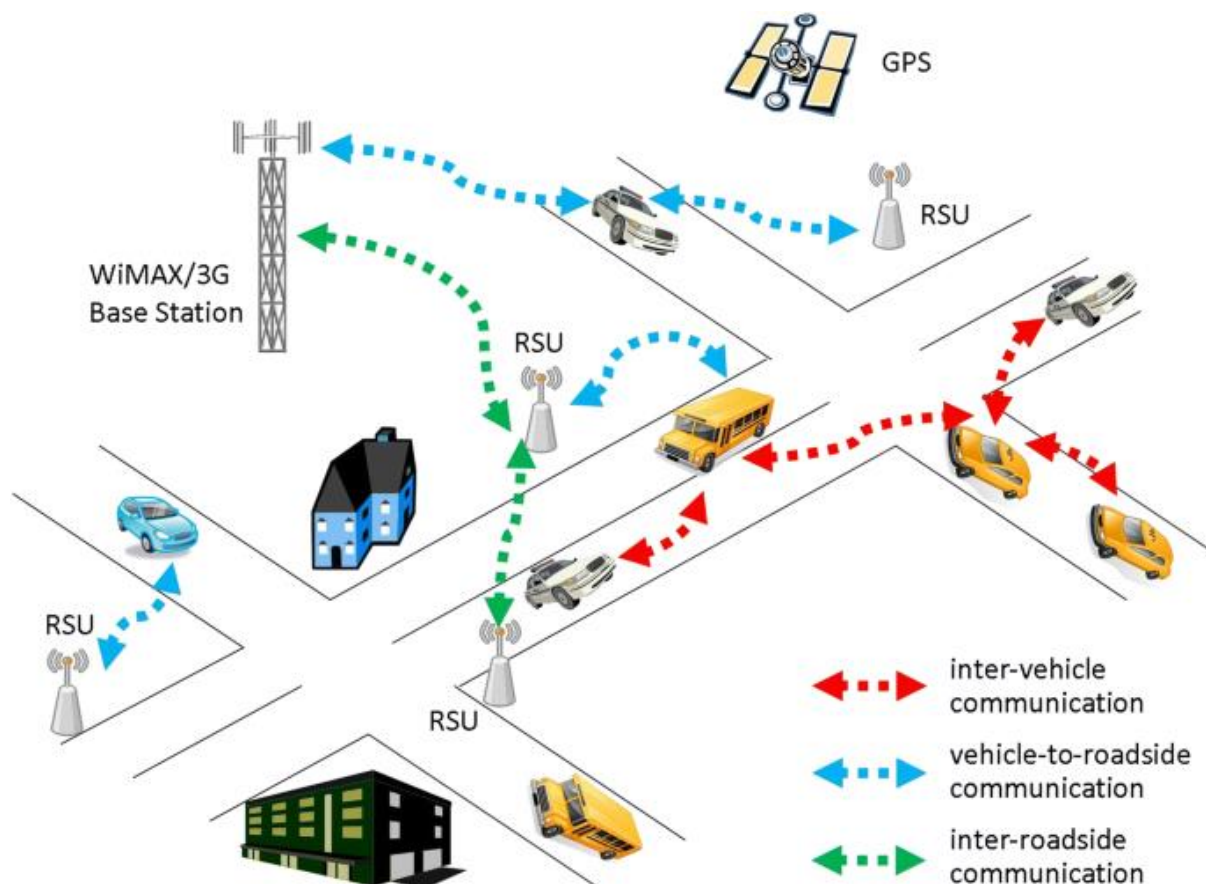 GPS
RSU
WiMAX/3G
Base Station
RSU
RSU
RSU
inter-vehicle
communication
vehicle-to-roadside
communication
inter-roadside
communication